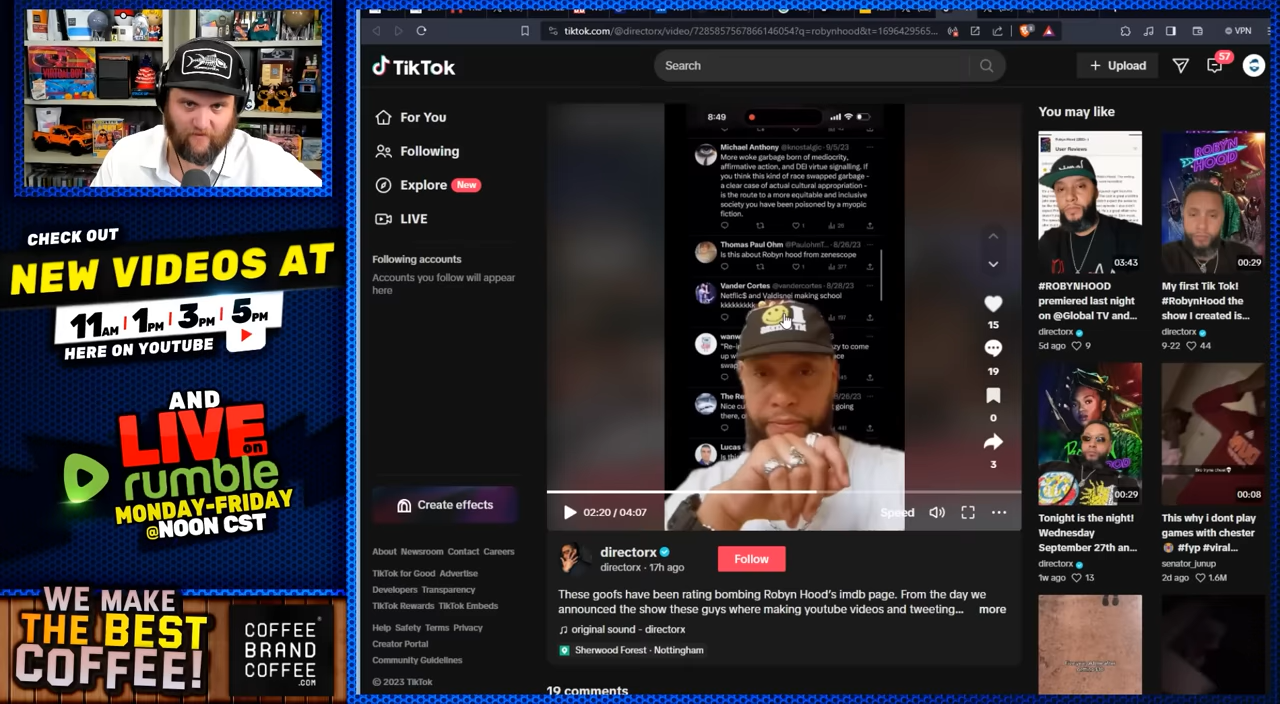 CHECK OUT
NEW VIDEOS AT
11AM | 1PM | 3PM | 5PM
HERE ON YOUTUBE
AND
LIVE on
rumble
MONDAY-FRIDAY
@NOON CST
WE MAKE
THE BEST
COFFEE!
COFFEE
BRAND
COFFEE
.COM
tiktok.com/@directorx/video/7285857567866146054?q=robynhood&t=1696429565...
VPN
TikTok
Search
Upload
57
For You
Following
Explore New
LIVE
Following accounts
Accounts you follow will appear
here
Create effects
About Newsroom Contact Careers
TikTok for Good Advertise
Developers Transparency
TikTok Rewards TikTok Embeds
Help Safety Terms Privacy
Creator Portal
Community Guidelines
© 2023 TikTok
8:49
Michael Anthony @knostalgic · 9/5/23
More woke garbage born of mediocrity,
affirmative action, and DEI virtue signalling. If
you think this kind of race swapped garbage -
a clear case of actual cultural appropriation -
is the route to a more equitable and inclusive
society you have been poisoned by a myopic
fiction.
Thomas Paul Ohm @PaulohmT... · 8/26/23
Is this about Robyn hood from zenescope
Vander Cortes @vandercortes · 8/28/23
Netflic$ and Valdisnei making school
Speed
02:20 / 04:07
15
19
0
3
directorx
directorx · 17h ago
Follow
These goofs have been rating bombing Robyn Hood's imdb page. From the day we
announced the show these guys where making youtube videos and tweeting... more
original sound - directorx
Sherwood Forest · Nottingham
19 comments
You may like
User Reviews
03:43
#ROBYNHOOD
premiered last night
on @Global TV and...
directorx
5d ago 9
ROBYN
HOOD
00:29
My first Tik Tok!
#RobynHood the
show I created is...
directorx
9-22 44
00:29
Tonight is the night!
Wednesday
September 27th an...
directorx
1w ago 13
00:08
This why i dont play
games with chester
#fyp #viral...
senator_junup
2d ago 1.6M